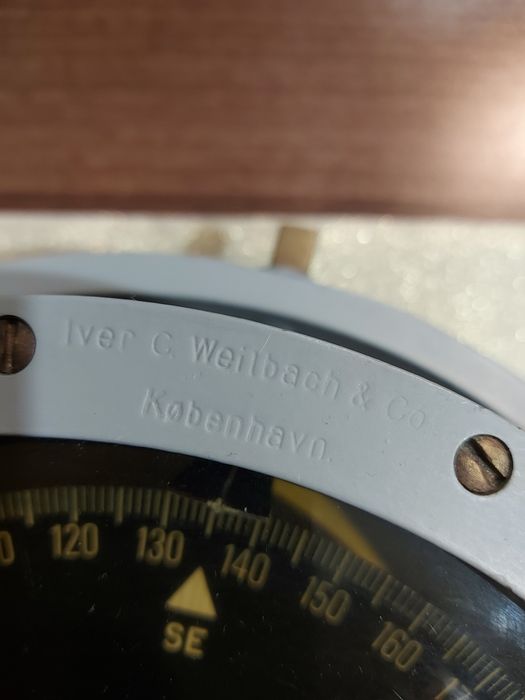 Iver C. Weilbach & Co.
København.
120 130 140 150 160
SE